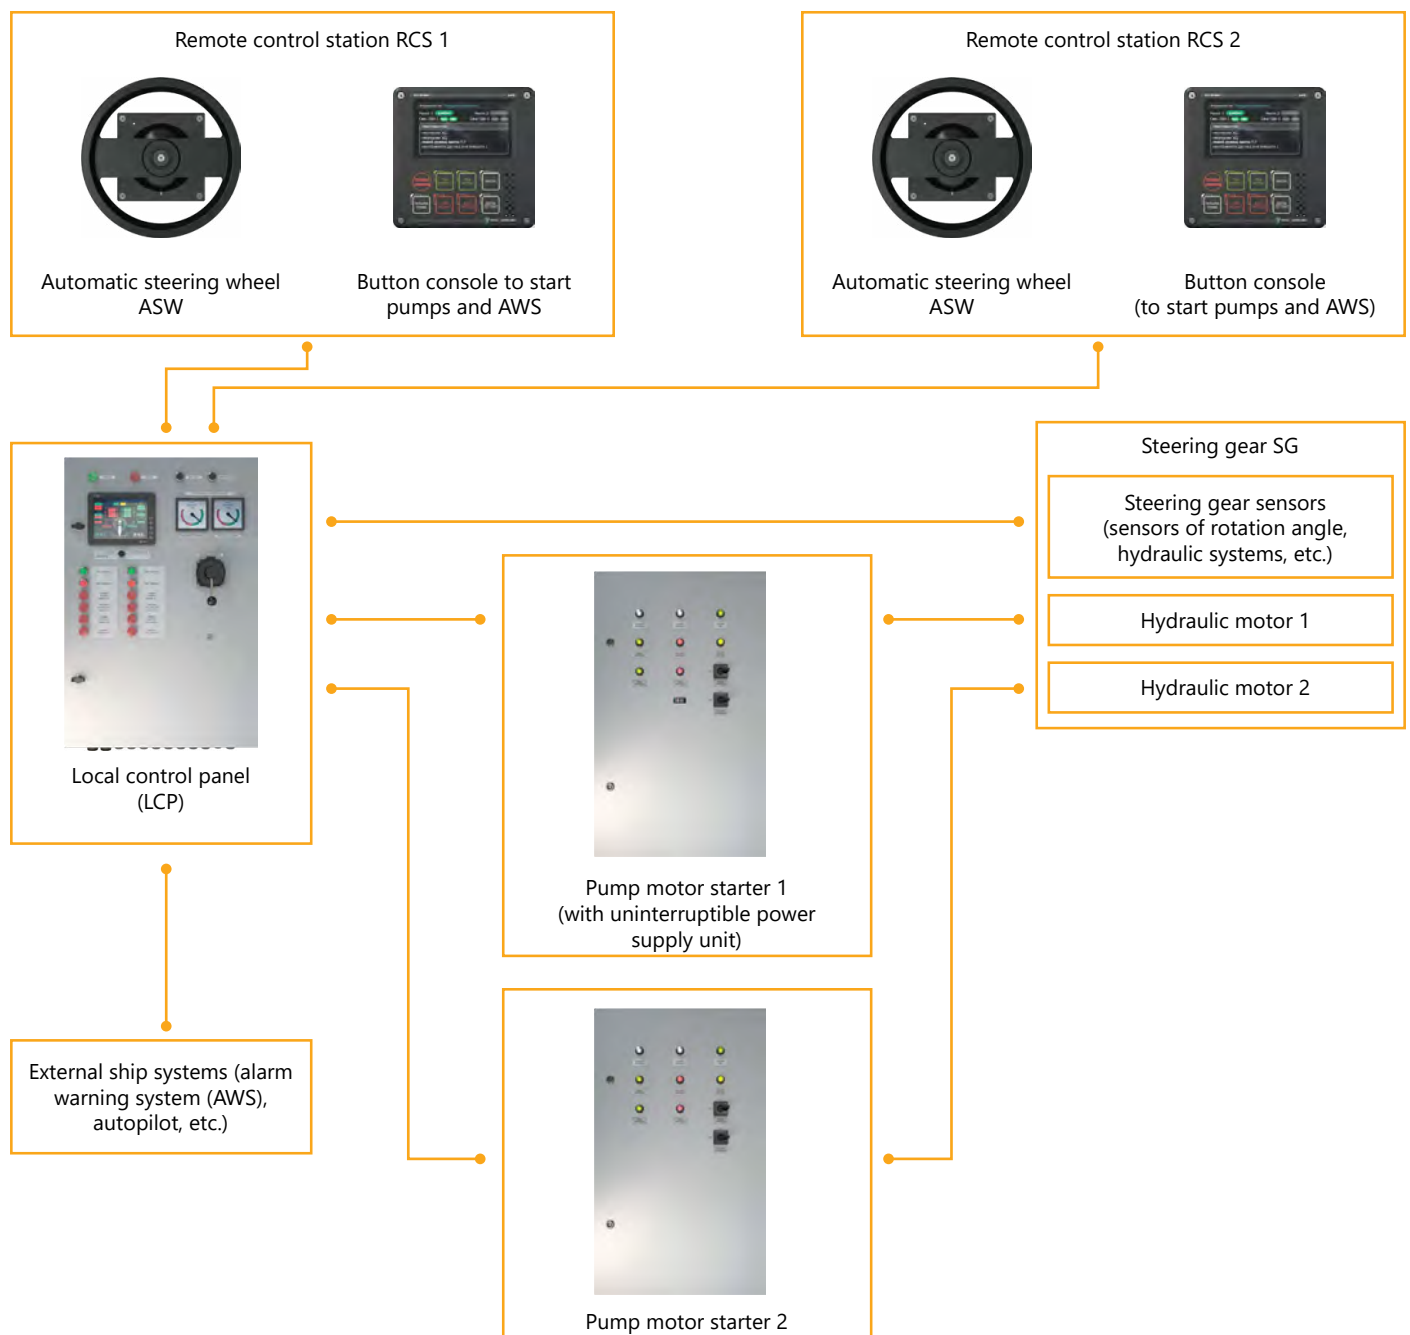 Remote control station RCS 1
Automatic steering wheel
ASW
Button console to start
pumps and AWS
Remote control station RCS 2
Automatic steering wheel
ASW
Button console
(to start pumps and AWS)
Local control panel
(LCP)
Steering gear SG
Steering gear sensors
(sensors of rotation angle,
hydraulic systems, etc.)
Hydraulic motor 1
Hydraulic motor 2
Pump motor starter 1
(with uninterruptible power
supply unit)
External ship systems (alarm
warning system (AWS),
autopilot, etc.)
Pump motor starter 2